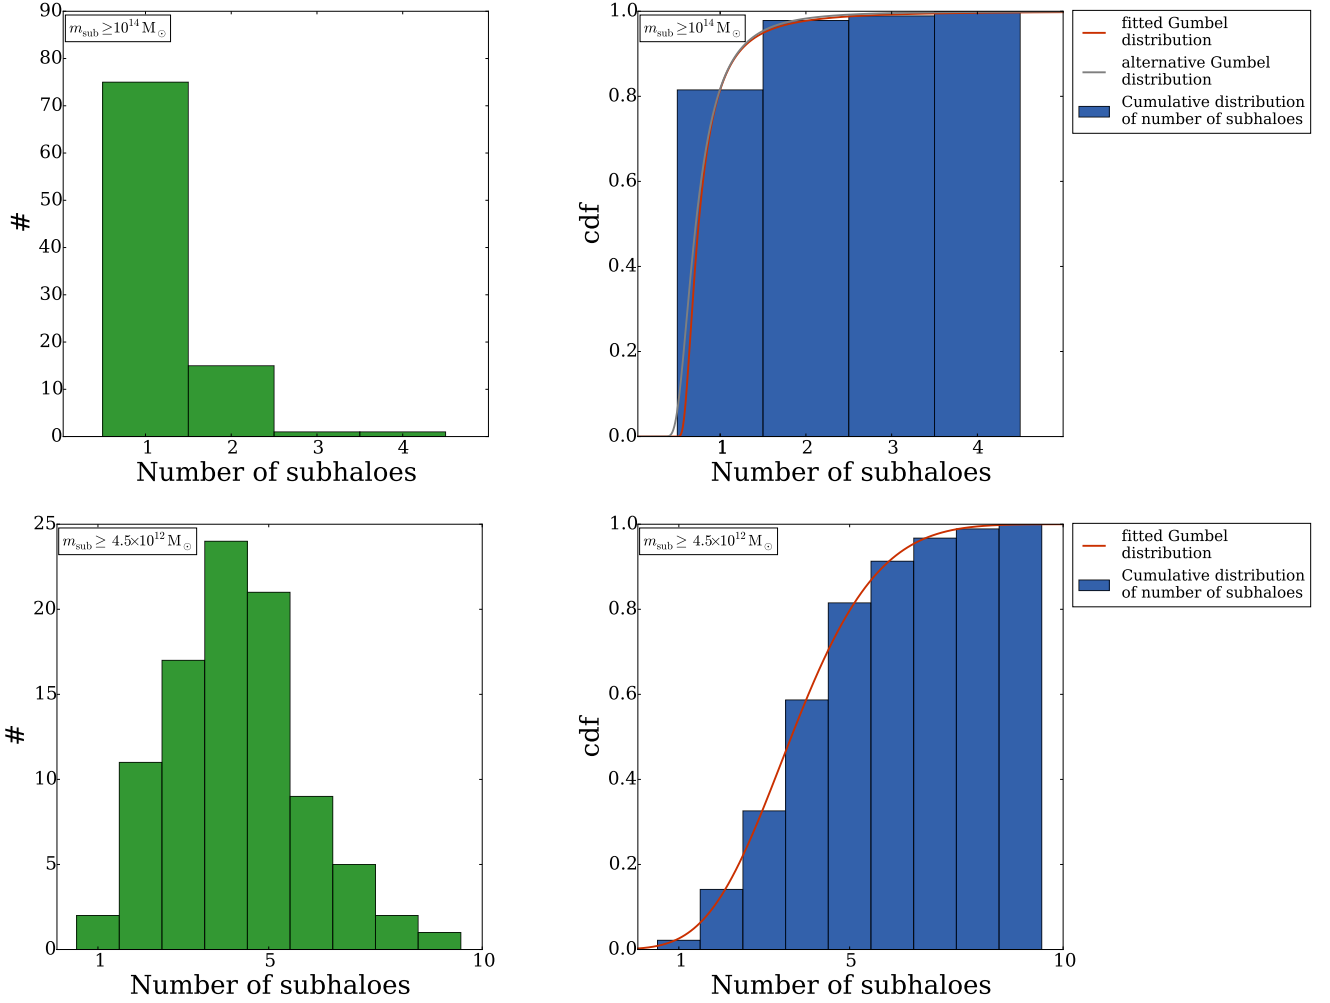 90
80
70
60
50
40
30
20
10
0
#
m_sub ≥10^14 M_⊙
1 2 3 4
Number of subhaloes
1.0
0.8
0.6
0.4
0.2
0.0
cdf
m_sub ≥10^14 M_⊙
1 2 3 4
Number of subhaloes
fitted Gumbel
distribution
alternative Gumbel
distribution
Cumulative distribution
of number of subhaloes
25
20
15
10
5
0
#
m_sub ≥ 4.5×10^12 M_⊙
1 5 10
Number of subhaloes
1.0
0.8
0.6
0.4
0.2
0.0
cdf
m_sub ≥ 4.5×10^12 M_⊙
1 5 10
Number of subhaloes
fitted Gumbel
distribution
Cumulative distribution
of number of subhaloes